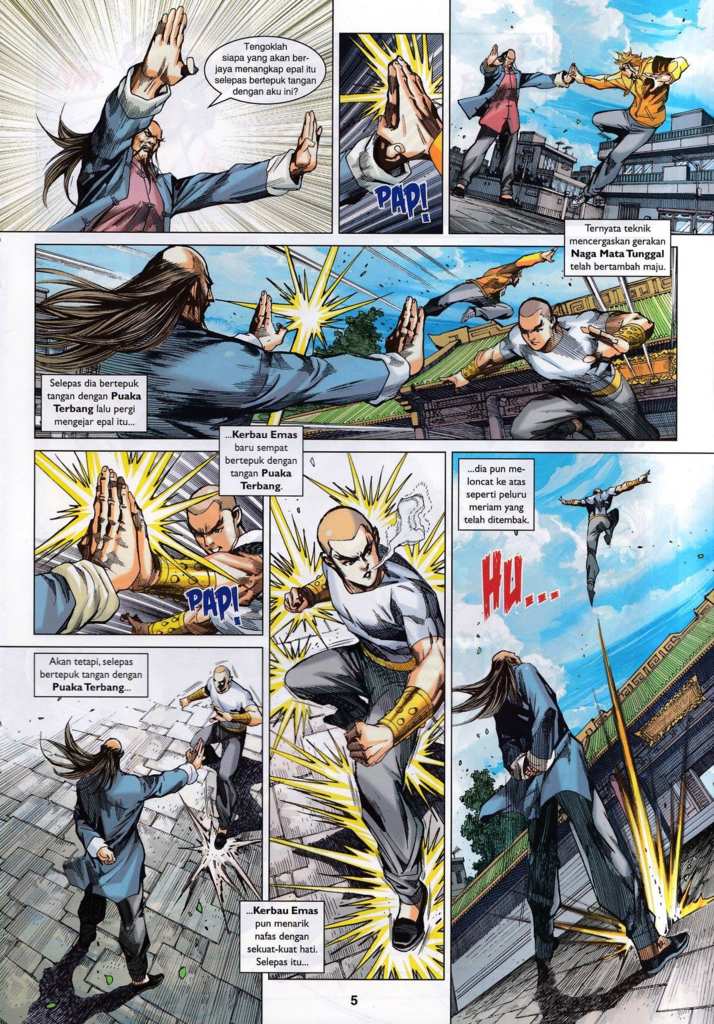 Tengoklah
siapa yang akan ber-
jaya menangkap epal itu
selepas bertepuk tangan
dengan aku ini?
PAP!
Ternyata teknik
mencergaskan gerakan
Naga Mata Tunggal
telah bertambah maju.
Selepas dia bertepuk
tangan dengan Puaka
Terbang lalu pergi
mengejar epal itu...
...Kerbau Emas
baru sempat
bertepuk dengan
tangan Puaka
Terbang.
PAP!
Akan tetapi, selepas
bertepuk tangan dengan
Puaka Terbang...
...Kerbau Emas
pun menarik
nafas dengan
sekuat-kuat hati.
Selepas itu...
...dia pun me-
loncat ke atas
seperti peluru
meriam yang
telah ditembak.
HU...
5